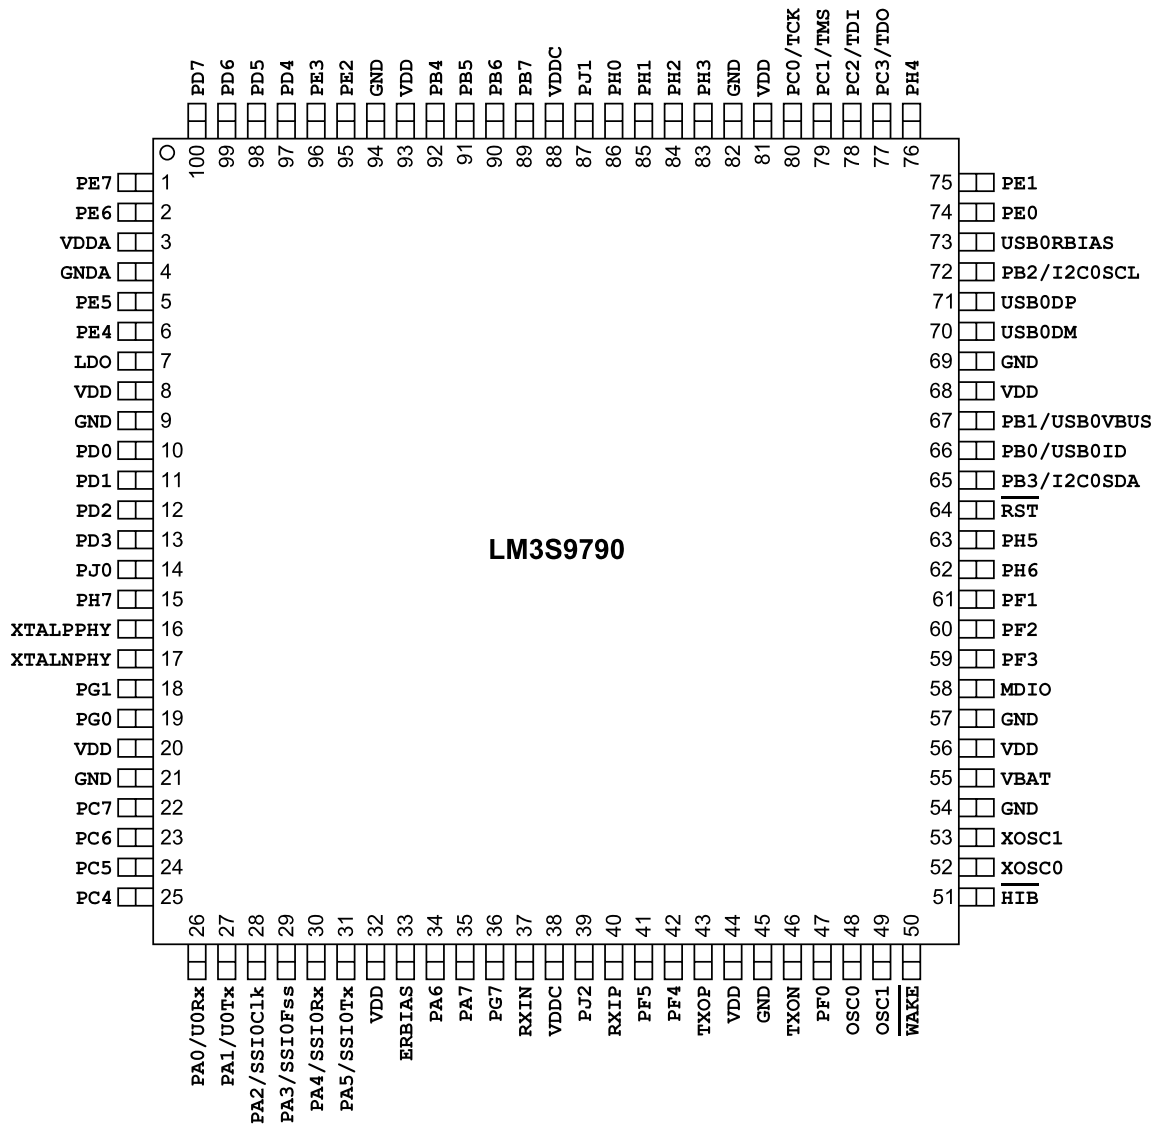 PD7 PD6 PD5 PD4 PE3 PE2 GND VDD PB4 PB5 PB6 PB7 VDDC PJ1 PH0 PH1 PH2 PH3 GND VDD PC0/TCK PC1/TMS PC2/TDI PC3/TDO PH4
100 99 98 97 96 95 94 93 92 91 90 89 88 87 86 85 84 83 82 81 80 79 78 77 76
PE7 1 75 PE1
PE6 2 74 PE0
VDDA 3 73 USB0RBIAS
GNDA 4 72 PB2/I2C0SCL
PE5 5 71 USB0DP
PE4 6 70 USB0DM
LDO 7 69 GND
VDD 8 68 VDD
GND 9 67 PB1/USB0VBUS
PD0 10 66 PB0/USB0ID
PD1 11 65 PB3/I2C0SDA
PD2 12 64 RST
PD3 13 63 PH5
LM3S9790
PJ0 14 62 PH6
PH7 15 61 PF1
XTALPPHY 16 60 PF2
XTALNPHY 17 59 PF3
PG1 18 58 MDIO
PG0 19 57 GND
VDD 20 56 VDD
GND 21 55 VBAT
PC7 22 54 GND
PC6 23 53 XOSC1
PC5 24 52 XOSC0
PC4 25 51 HIB
26 27 28 29 30 31 32 33 34 35 36 37 38 39 40 41 42 43 44 45 46 47 48 49 50
PA0/U0Rx PA1/U0Tx PA2/SSI0Clk PA3/SSI0Fss PA4/SSI0Rx PA5/SSI0Tx VDD ERBIAS PA6 PA7 PG7 RXIN VDDC PJ2 RXIP PF5 PF4 TXOP VDD GND TXON PF0 OSC0 OSC1 WAKE